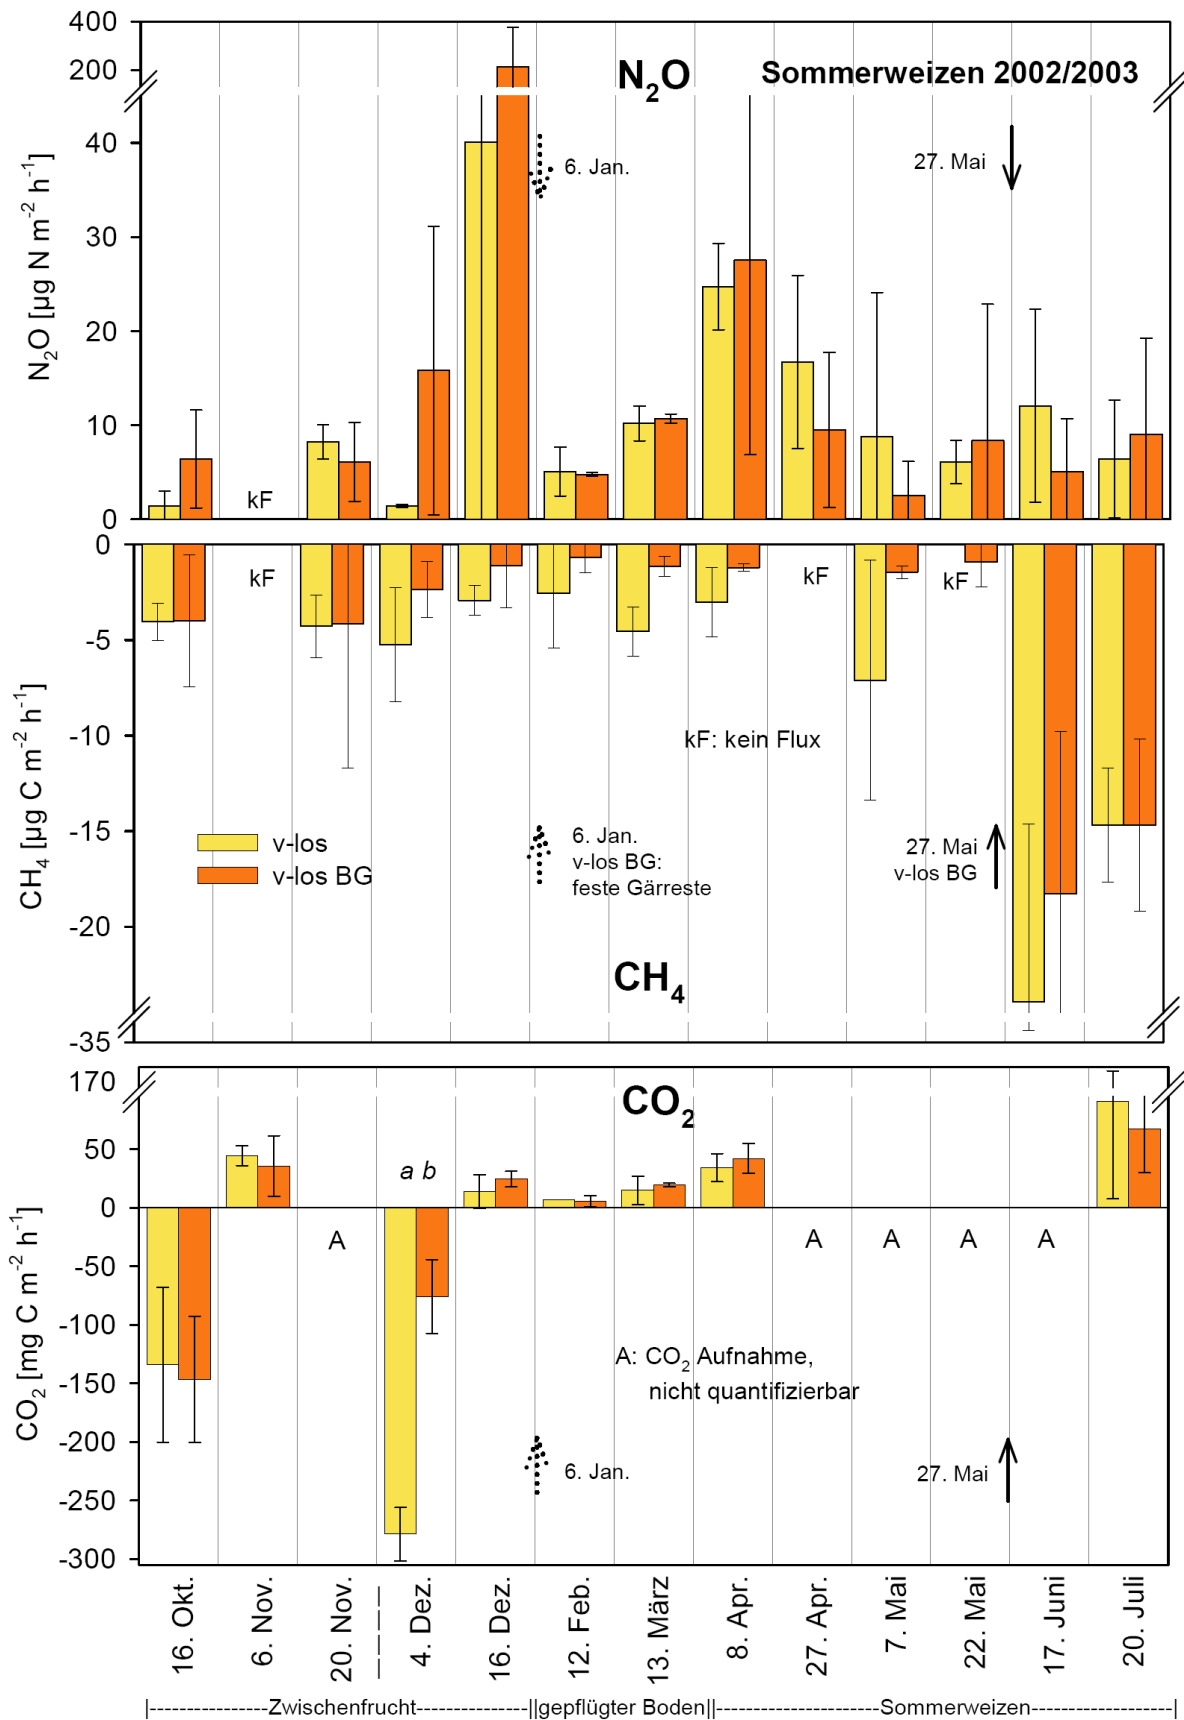 400
200
40
30
20
10
0
N₂O [µg N m⁻² h⁻¹]
N₂O
Sommerweizen 2002/2003
6. Jan.
27. Mai
kF
0
-5
-10
-15
-20
-35
CH₄ [µg C m⁻² h⁻¹]
kF
kF
kF
kF: kein Flux
v-los
v-los BG
6. Jan.
v-los BG:
feste Gärreste
27. Mai
v-los BG
CH₄
170
50
0
-50
-100
-150
-200
-250
-300
CO₂ [mg C m⁻² h⁻¹]
CO₂
a b
A
A
A
A
A
A: CO₂ Aufnahme,
nicht quantifizierbar
6. Jan.
27. Mai
16. Okt.
6. Nov.
20. Nov.
4. Dez.
16. Dez.
12. Feb.
13. März
8. Apr.
27. Apr.
7. Mai
22. Mai
17. Juni
20. Juli
|---------------Zwischenfrucht--------------||gepflügter Boden||---------------------Sommerweizen------------------|